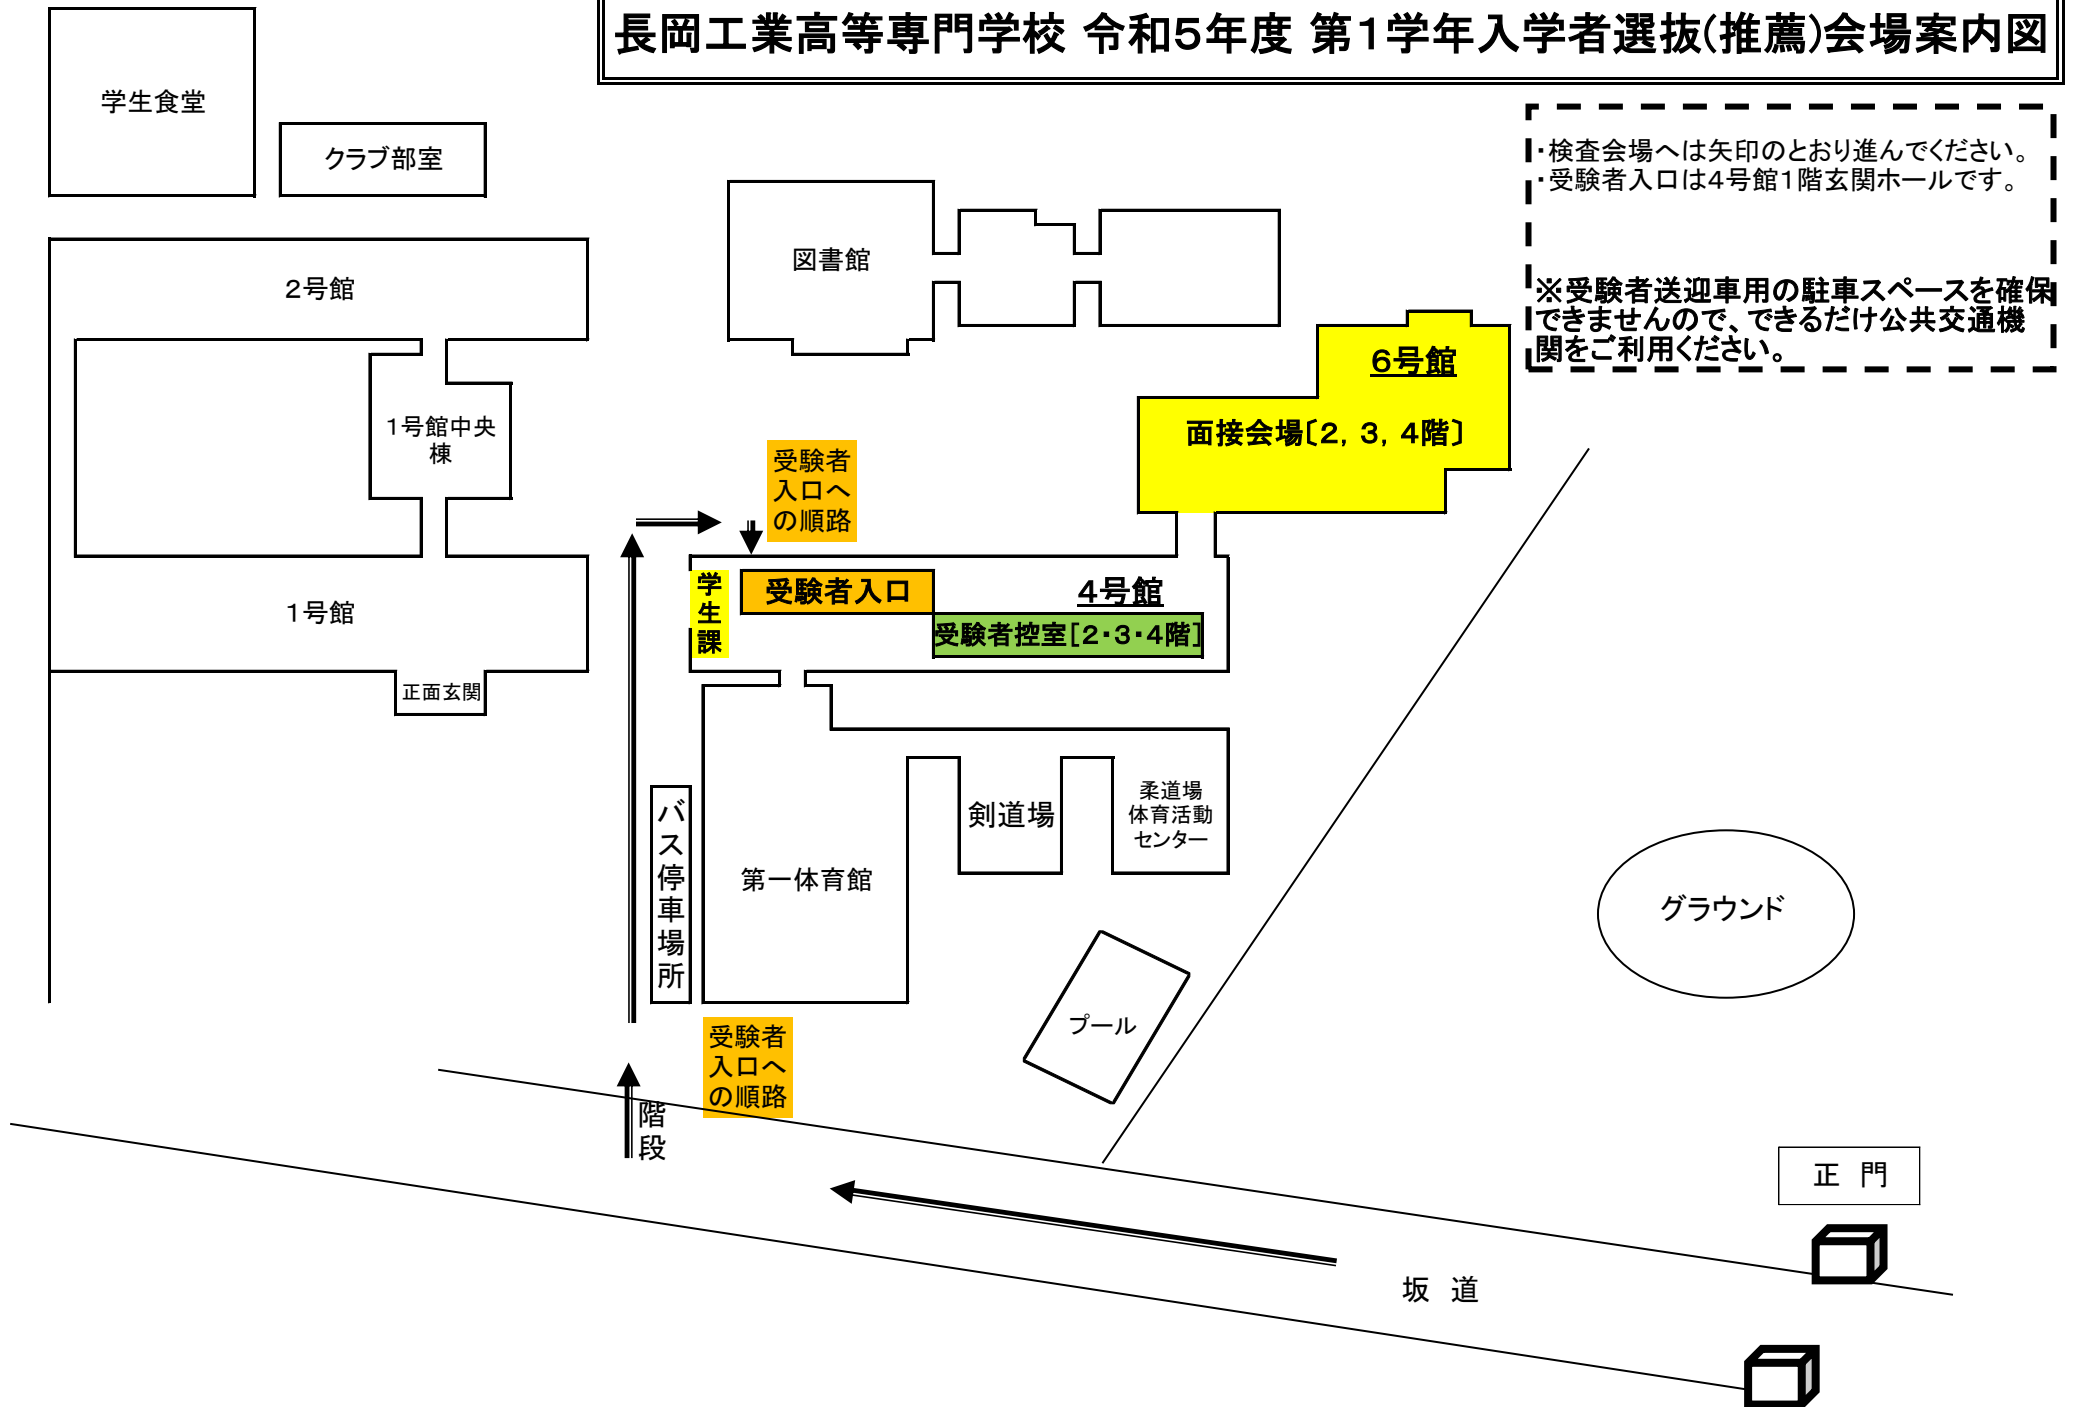 長岡工業高等専門学校 令和5年度 第1学年入学者選抜(推薦)会場案内図
学生食堂
クラブ部室
・検査会場へは矢印のとおり進んでください。
・受験者入口は4号館1階玄関ホールです。
※受験者送迎車用の駐車スペースを確保
できませんので、できるだけ公共交通機
関をご利用ください。
図書館
2号館
6号館
面接会場〔2, 3, 4階〕
1号館中央
棟
受験者
入口へ
の順路
学生課
受験者入口
4号館
受験者控室[2・3・4階]
1号館
正面玄関
バス停車場所
第一体育館
剣道場
柔道場
体育活動
センター
グラウンド
プール
受験者
入口へ
の順路
階段
正 門
坂 道